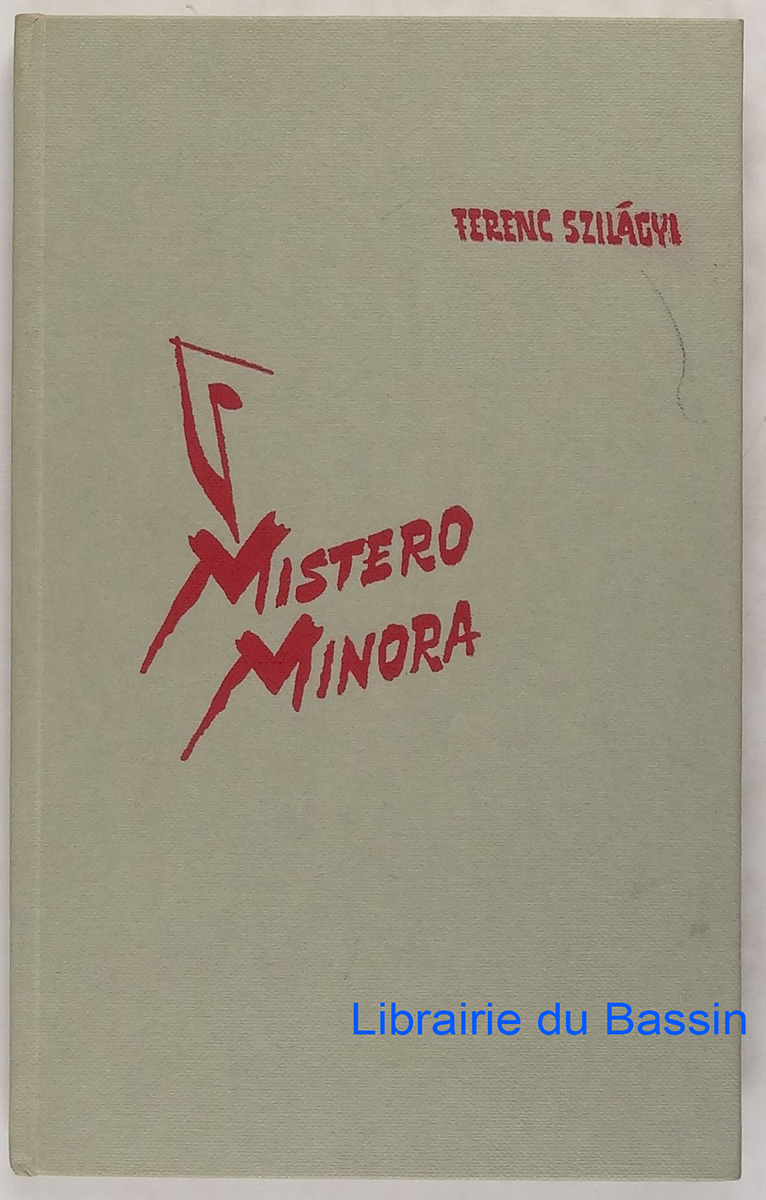 FERENC SZILÁGYI
MISTERO
MINORA
Librairie du Bassin